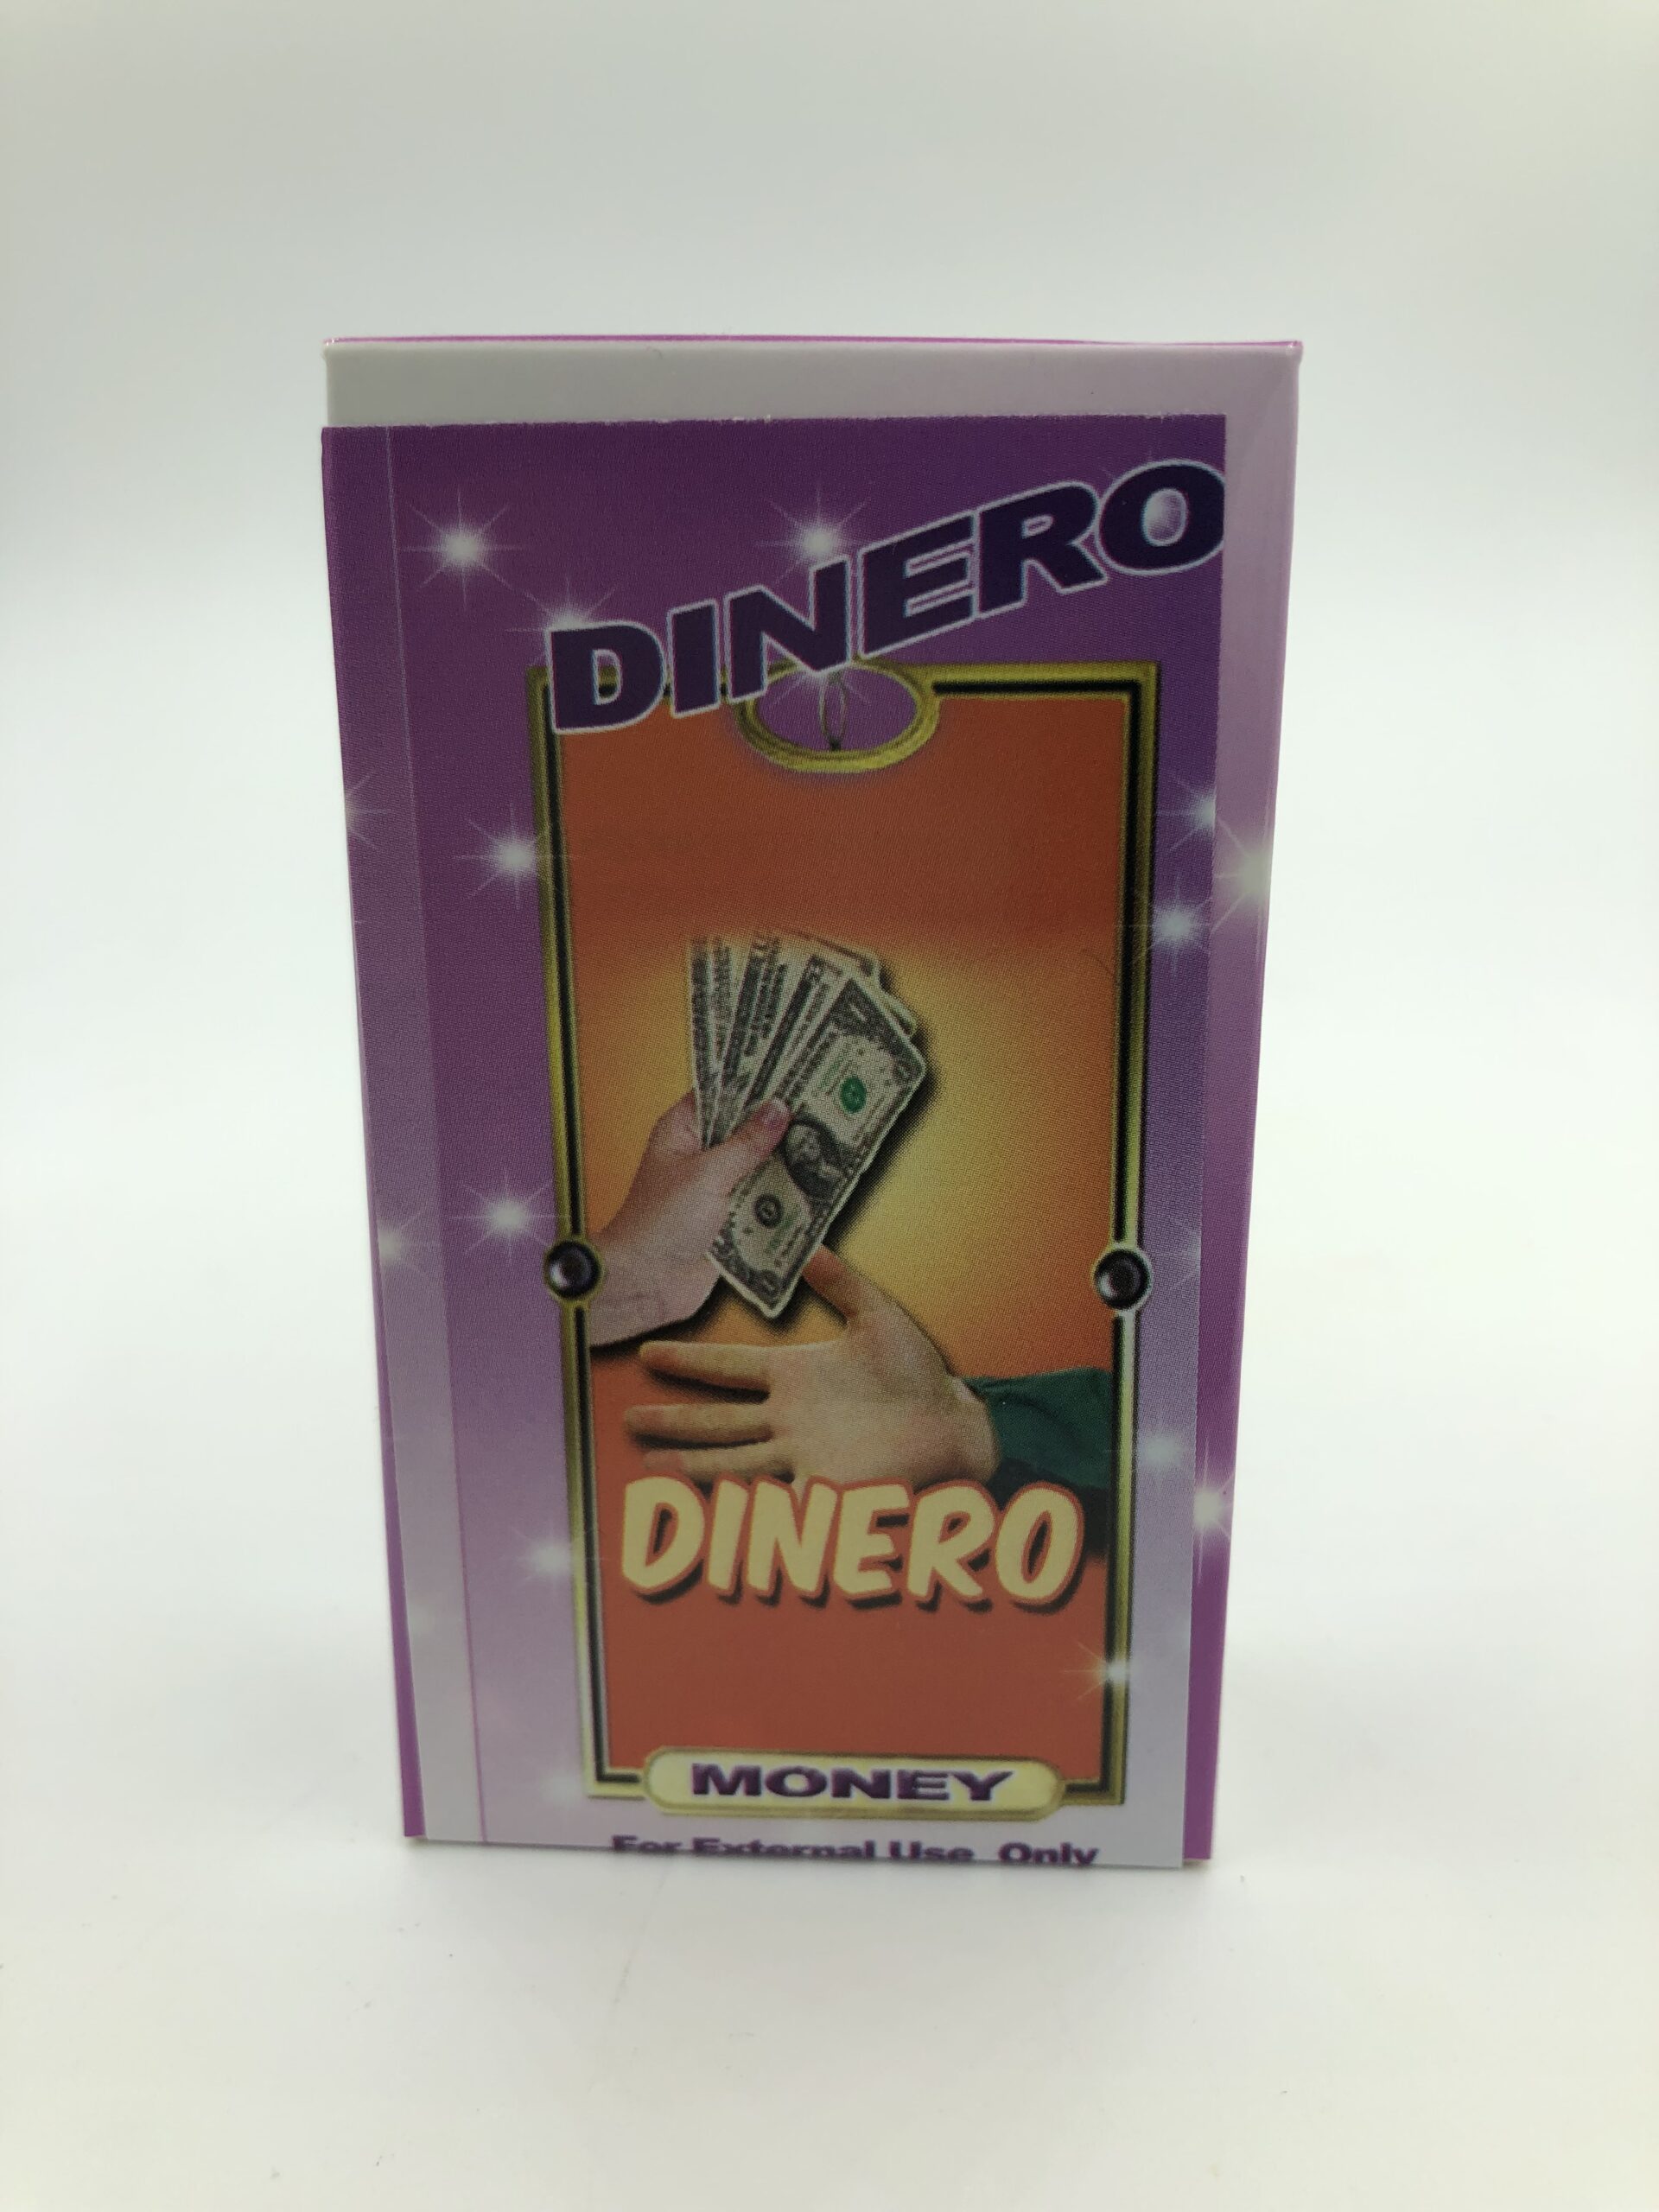 DINERO
DINERO
MONEY
For External Use Only